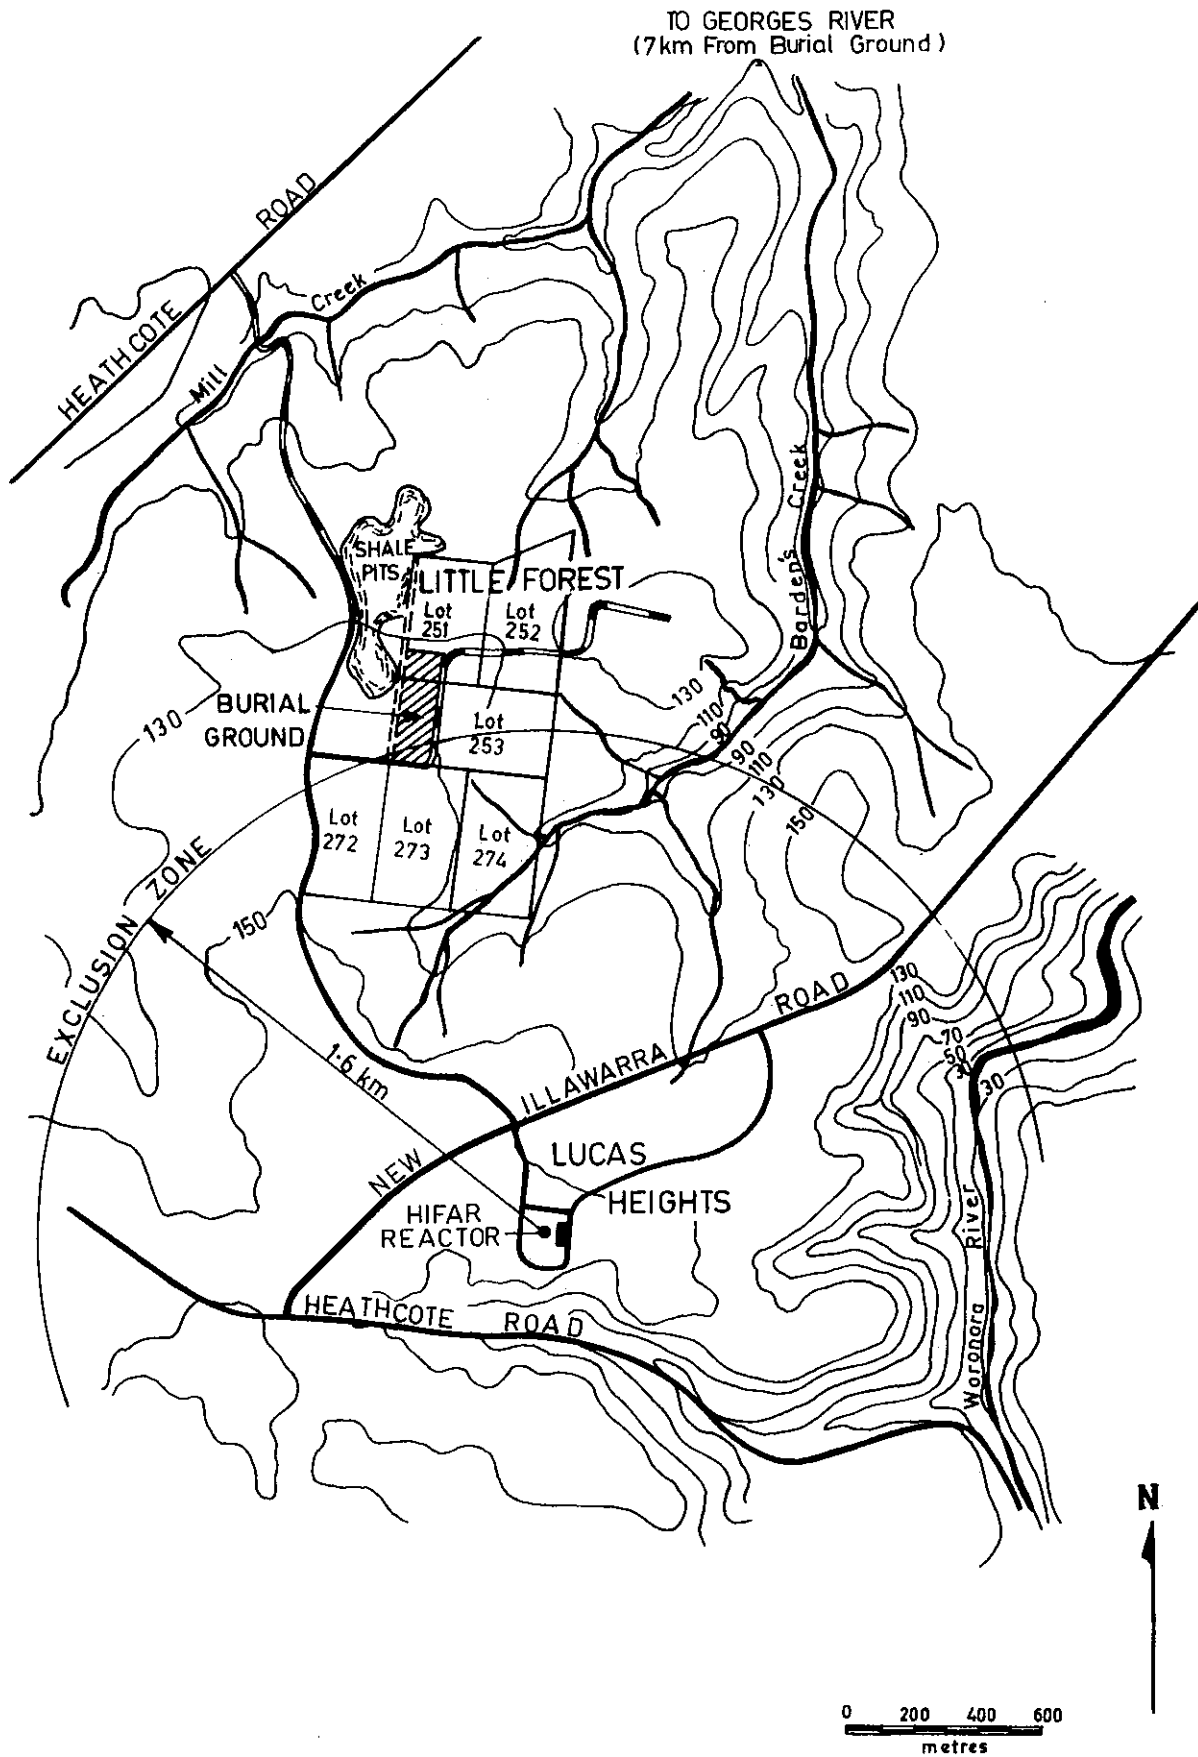 TO GEORGES RIVER
(7km From Burial Ground)
HEATHCOTE ROAD
Mill Creek
SHALE
PITS
LITTLE FOREST
Lot
251
Lot
252
Barden's Creek
BURIAL
GROUND
130
Lot
253
130
110
90
90
110
130
150
Lot
272
Lot
273
Lot
274
EXCLUSION ZONE
150
1·6 km
NEW ILLAWARRA ROAD
130
110
90
70
50
30
30
LUCAS
HEIGHTS
HIFAR
REACTOR
HEATHCOTE ROAD
Woronora River
N
0 200 400 600
metres